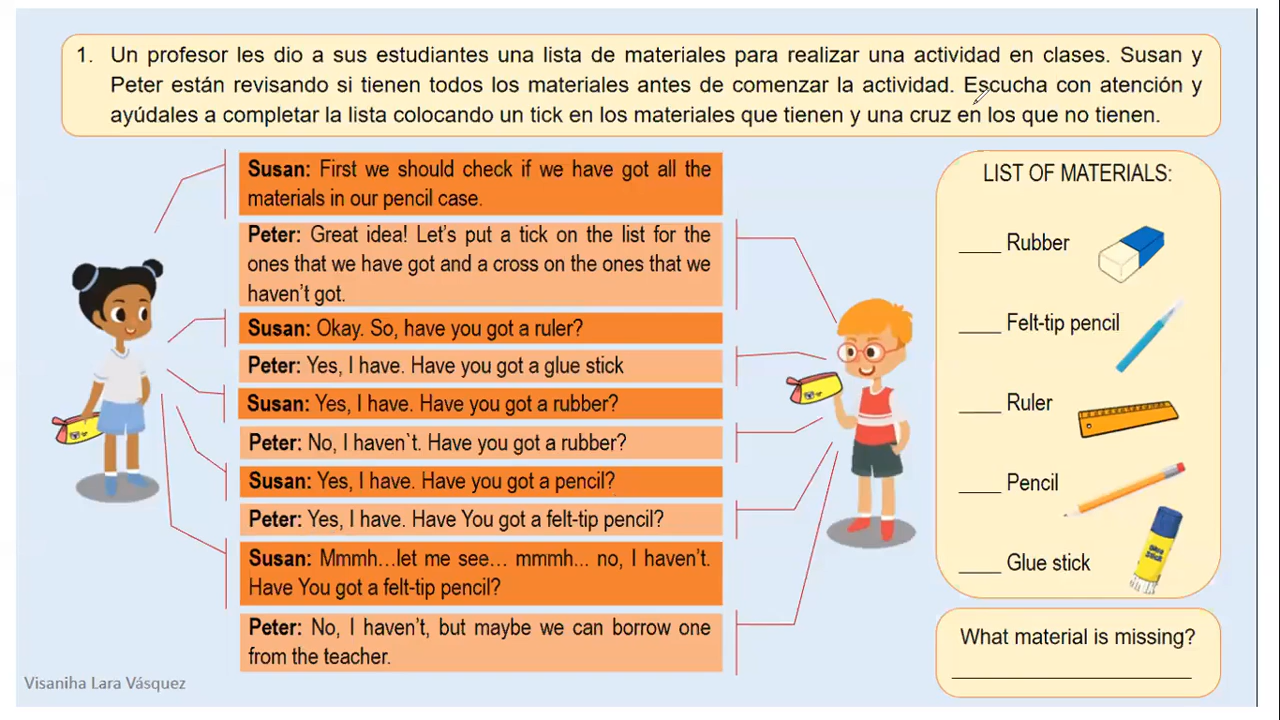 1. Un profesor les dio a sus estudiantes una lista de materiales para realizar una actividad en clases. Susan y
Peter están revisando si tienen todos los materiales antes de comenzar la actividad. Escucha con atención y
ayúdales a completar la lista colocando un tick en los materiales que tienen y una cruz en los que no tienen.
Susan: First we should check if we have got all the
materials in our pencil case.
Peter: Great idea! Let's put a tick on the list for the
ones that we have got and a cross on the ones that we
haven't got.
Susan: Okay. So, have you got a ruler?
Peter: Yes, I have. Have you got a glue stick
Susan: Yes, I have. Have you got a rubber?
Peter: No, I haven`t. Have you got a rubber?
Susan: Yes, I have. Have you got a pencil?
Peter: Yes, I have. Have You got a felt-tip pencil?
Susan: Mmmh…let me see… mmmh... no, I haven't.
Have You got a felt-tip pencil?
Peter: No, I haven't, but maybe we can borrow one
from the teacher.
LIST OF MATERIALS:
____ Rubber
____ Felt-tip pencil
____ Ruler
____ Pencil
____ Glue stick
Glue
Stick
What material is missing?
Visaniha Lara Vásquez